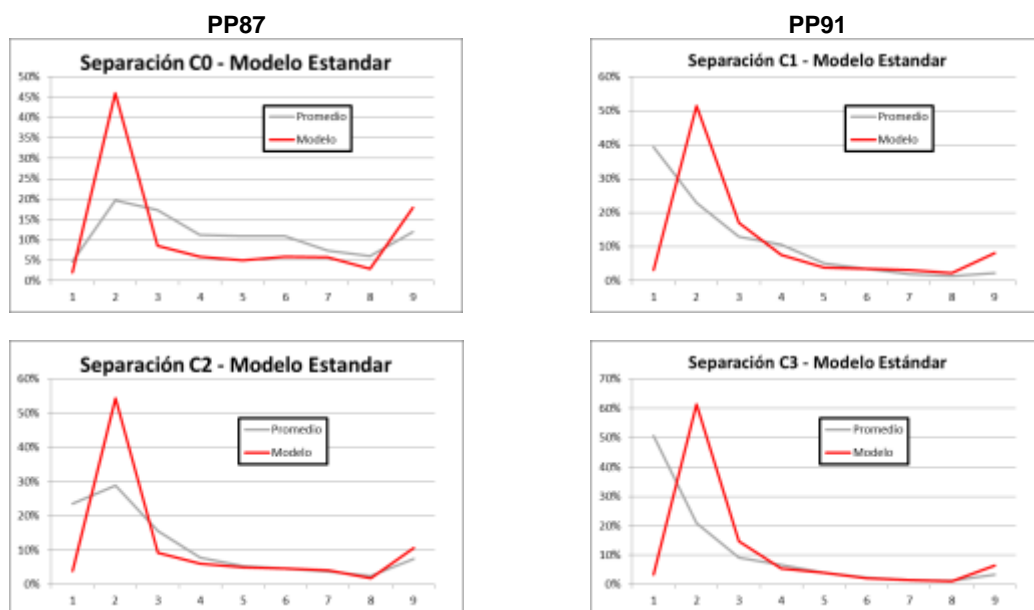 PP87
PP91
Separación C0 - Modelo Estandar
50%
45%
40%
35%
30%
25%
20%
15%
10%
5%
0%
Promedio
Modelo
1 2 3 4 5 6 7 8 9
Separación C1 - Modelo Estandar
60%
50%
40%
30%
20%
10%
0%
Promedio
Modelo
1 2 3 4 5 6 7 8 9
Separación C2 - Modelo Estandar
60%
50%
40%
30%
20%
10%
0%
Promedio
Modelo
1 2 3 4 5 6 7 8 9
Separación C3 - Modelo Estándar
70%
60%
50%
40%
30%
20%
10%
0%
Promedio
Modelo
1 2 3 4 5 6 7 8 9